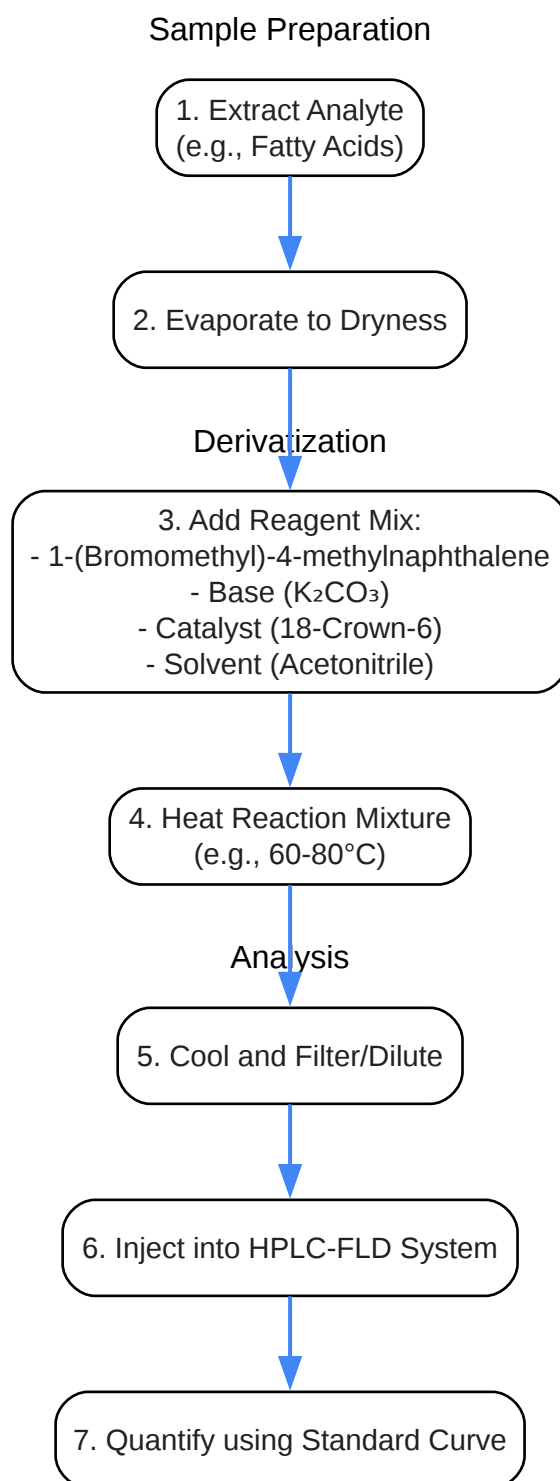 Sample Preparation
1. Extract Analyte
(e.g., Fatty Acids)
2. Evaporate to Dryness
Derivatization
3. Add Reagent Mix:
- 1-(Bromomethyl)-4-methylnaphthalene
- Base (K₂CO₃)
- Catalyst (18-Crown-6)
- Solvent (Acetonitrile)
4. Heat Reaction Mixture
(e.g., 60-80°C)
Analysis
5. Cool and Filter/Dilute
6. Inject into HPLC-FLD System
7. Quantify using Standard Curve